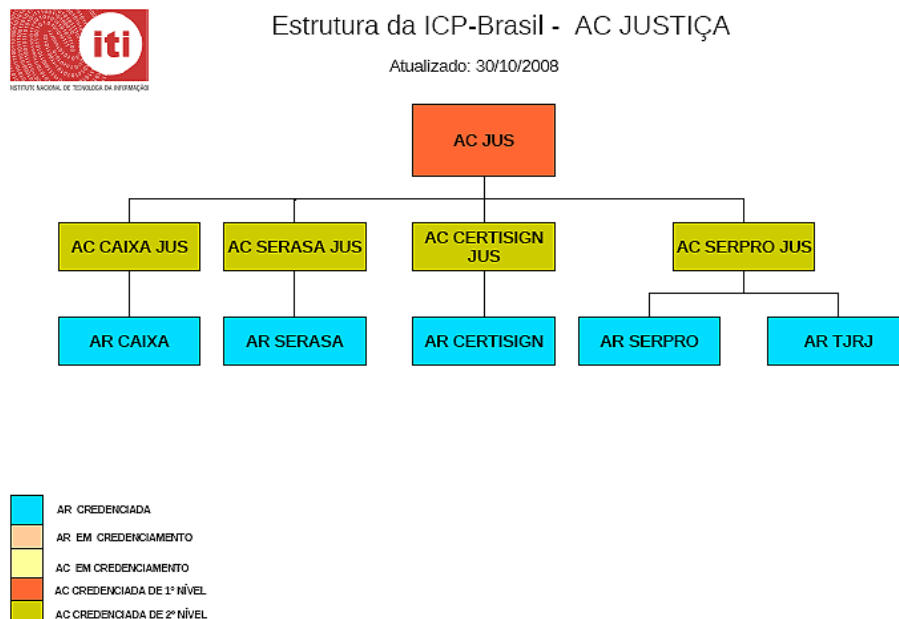 Estrutura da ICP-Brasil - AC JUSTIÇA
iti
INSTITUTO NACIONAL DE TECNOLOGIA DA INFORMAÇÃO
Atualizado: 30/10/2008
AC JUS
AC CAIXA JUS
AC SERASA JUS
AC CERTISIGN
JUS
AC SERPRO JUS
AR CAIXA
AR SERASA
AR CERTISIGN
AR SERPRO
AR TJRJ
AR CREDENCIADA
AR EM CREDENCIAMENTO
AC EM CREDENCIAMENTO
AC CREDENCIADA DE 1º NÍVEL
AC CREDENCIADA DE 2º NÍVEL